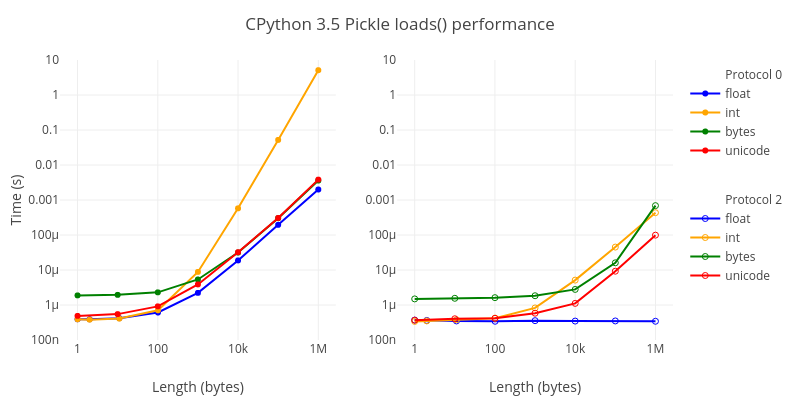 CPython 3.5 Pickle loads() performance
Time (s)
10
1
0.1
0.01
0.001
100μ
10μ
1μ
100n
1
100
10k
1M
Length (bytes)
10
1
0.1
0.01
0.001
100μ
10μ
1μ
100n
1
100
10k
1M
Length (bytes)
Protocol 0
float
int
bytes
unicode
Protocol 2
float
int
bytes
unicode